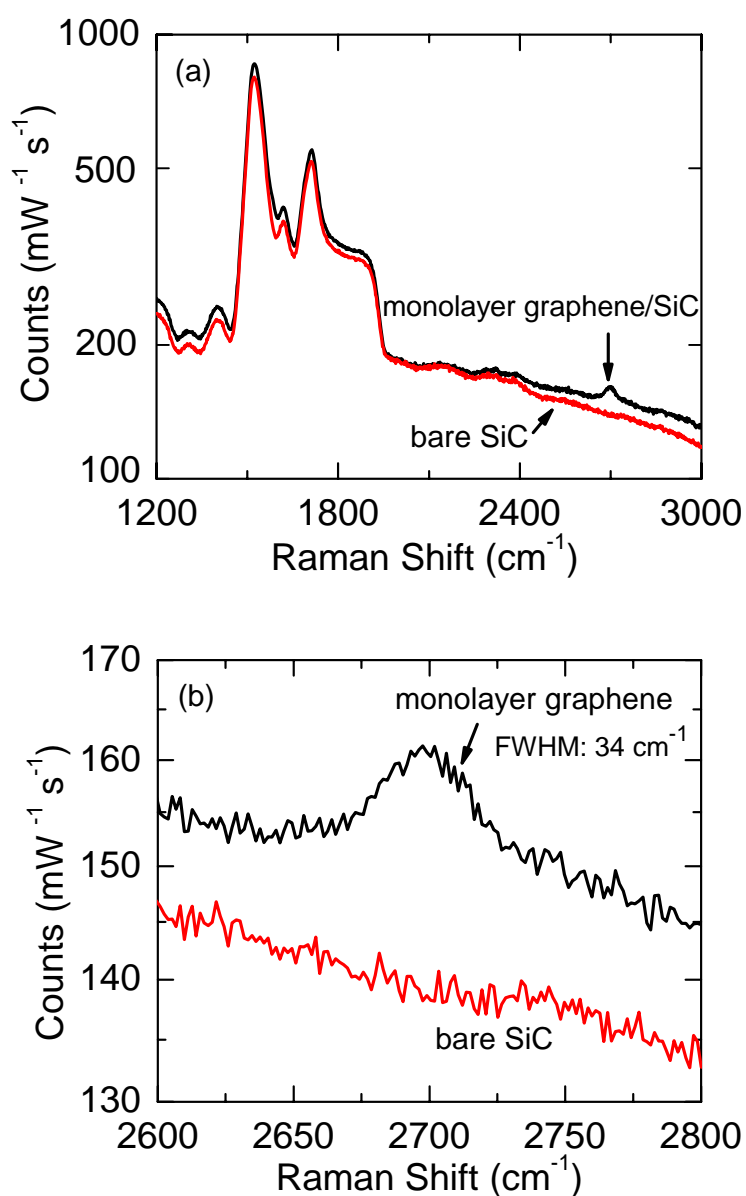 1000
(a)
500
monolayer graphene/SiC
200
bare SiC
100
1200 1800 2400 3000
Raman Shift (cm⁻¹)
Counts (mW⁻¹ s⁻¹)
170
(b)
monolayer graphene
FWHM: 34 cm⁻¹
160
150
140
bare SiC
130
2600 2650 2700 2750 2800
Raman Shift (cm⁻¹)
Counts (mW⁻¹ s⁻¹)